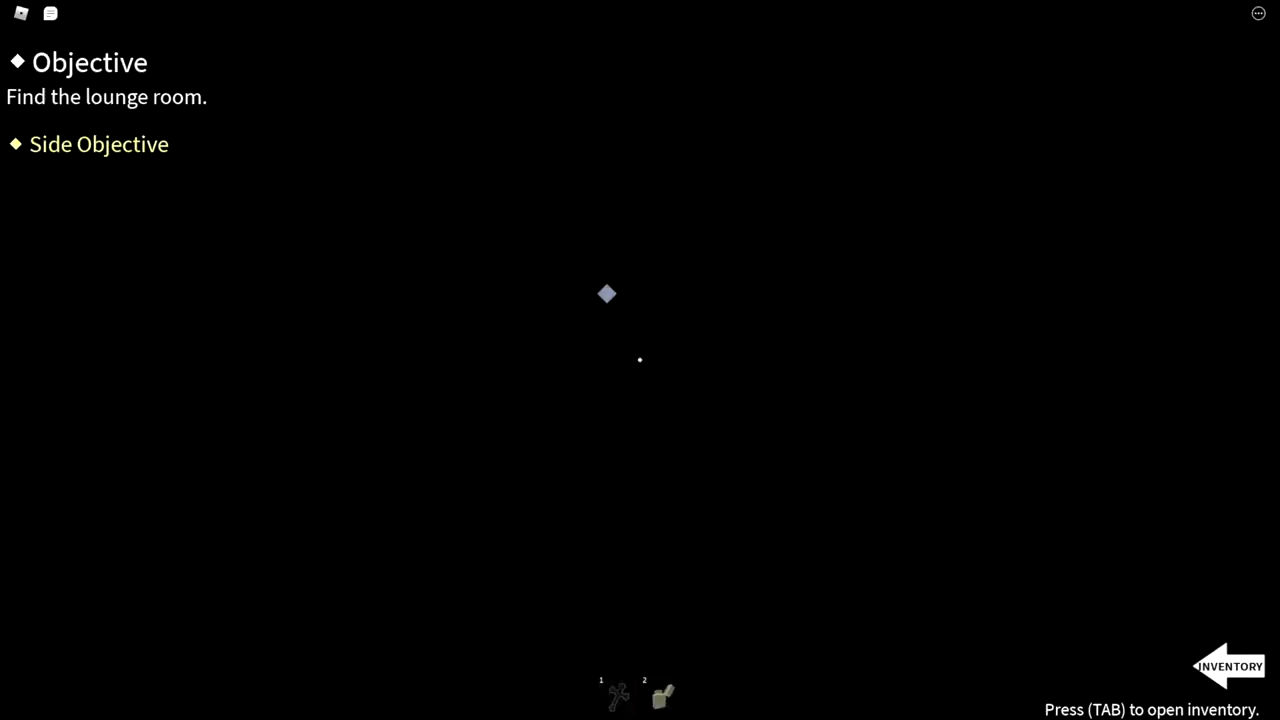 Objective
Find the lounge room.
Side Objective
1 2
INVENTORY
Press (TAB) to open inventory.